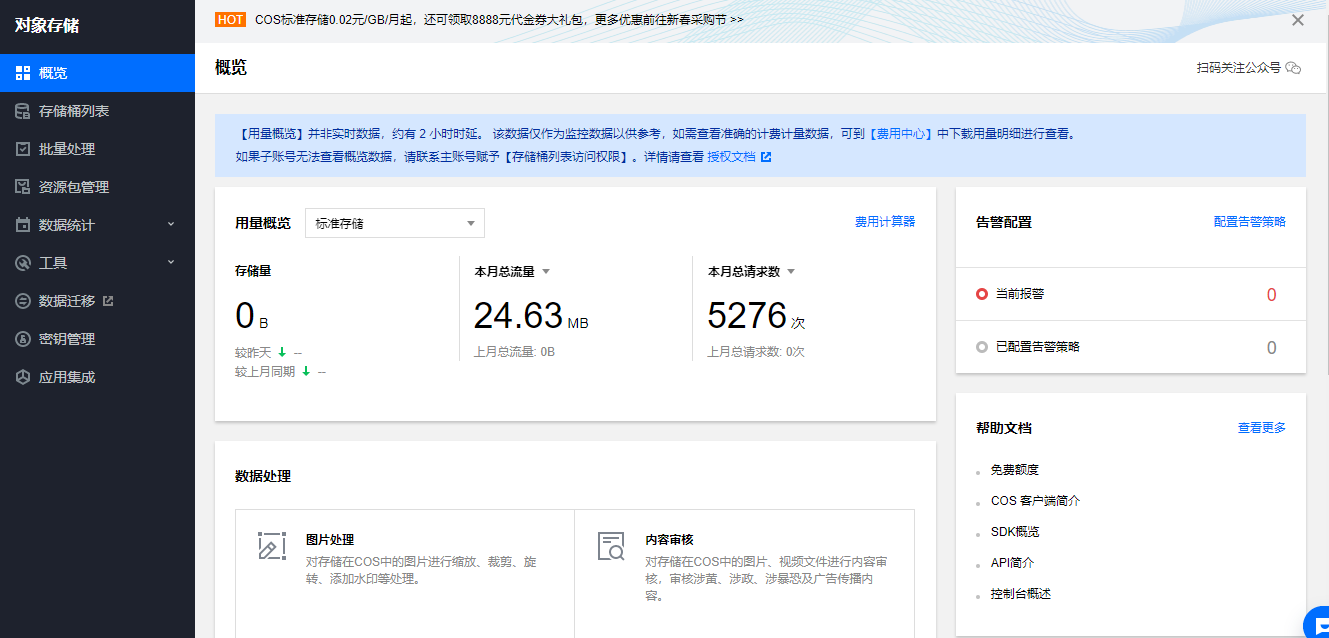 对象存储
概览
存储桶列表
批量处理
资源包管理
数据统计
工具
数据迁移
密钥管理
应用集成
HOT COS标准存储0.02元/GB/月起，还可领取8888元代金券大礼包，更多优惠前往新春采购节 >>
概览
扫码关注公众号
【用量概览】并非实时数据，约有 2 小时时延。 该数据仅作为监控数据以供参考，如需查看准确的计费计量数据，可到【费用中心】中下载用量明细进行查看。
如果子账号无法查看概览数据，请联系主账号赋予【存储桶列表访问权限】。详情请查看 授权文档
用量概览 标准存储 费用计算器
存储量
0 B
较昨天 ↓ --
较上月同期 ↓ --
本月总流量
24.63 MB
上月总流量: 0B
本月总请求数
5276 次
上月总请求数: 0次
数据处理
图片处理
对存储在COS中的图片进行缩放、裁剪、旋
转、添加水印等处理。
内容审核
对存储在COS中的图片、视频文件进行内容审
核，审核涉黄、涉政、涉暴恐及广告传播内
容。
告警配置 配置告警策略
当前报警 0
已配置告警策略 0
帮助文档 查看更多
免费额度
COS 客户端简介
SDK概览
API简介
控制台概述